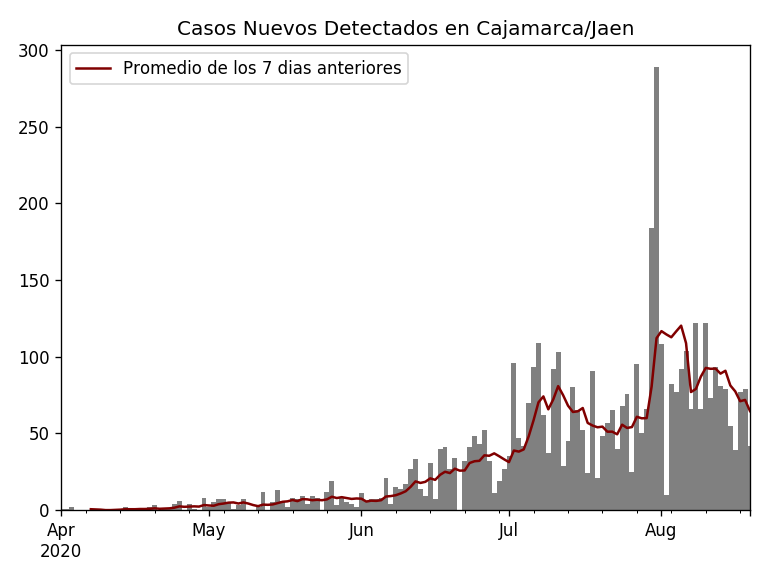 Casos Nuevos Detectados en Cajamarca/Jaen
Promedio de los 7 dias anteriores
300
250
200
150
100
50
0
Apr May Jun Jul Aug
2020